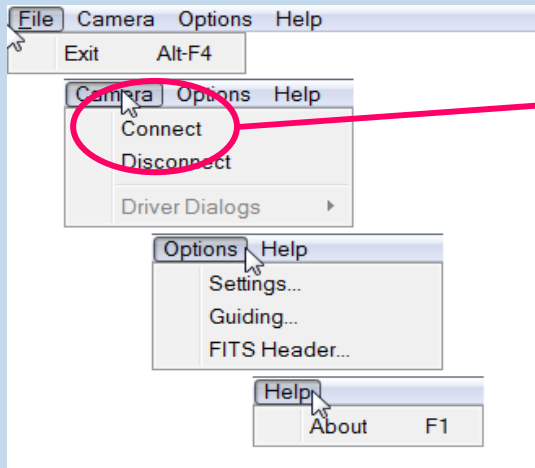 File Camera Options Help
Exit Alt-F4
Camera Options Help
Connect
Disconnect
Driver Dialogs
Options Help
Settings...
Guiding...
FITS Header...
Help
About F1